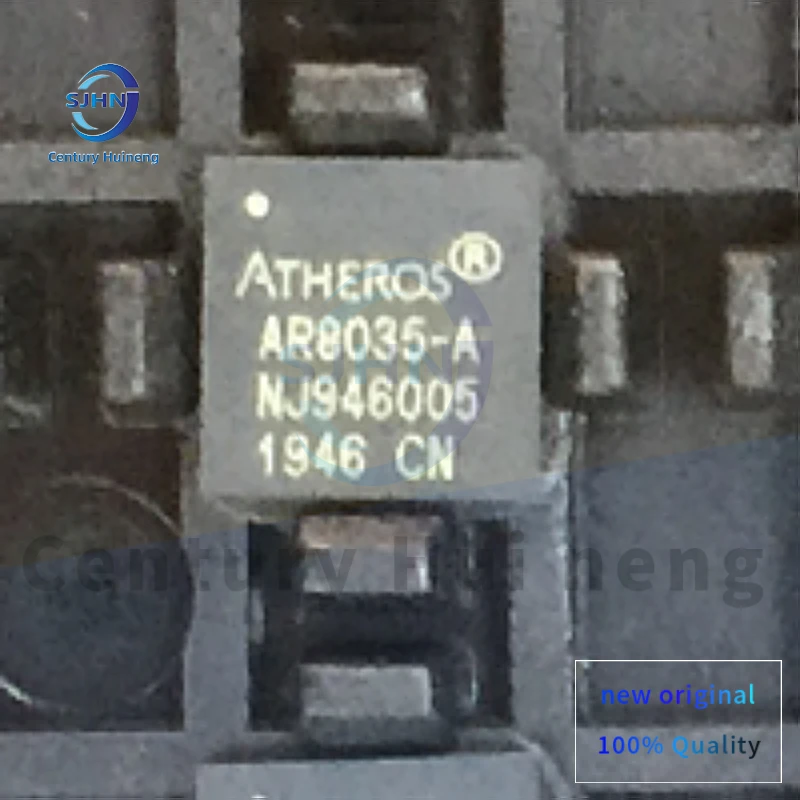 SJHN
Century Huineng
ATHEROS®
AR8035-A
NJ946005
1946 CN
Century Huineng
new original
100% Quality